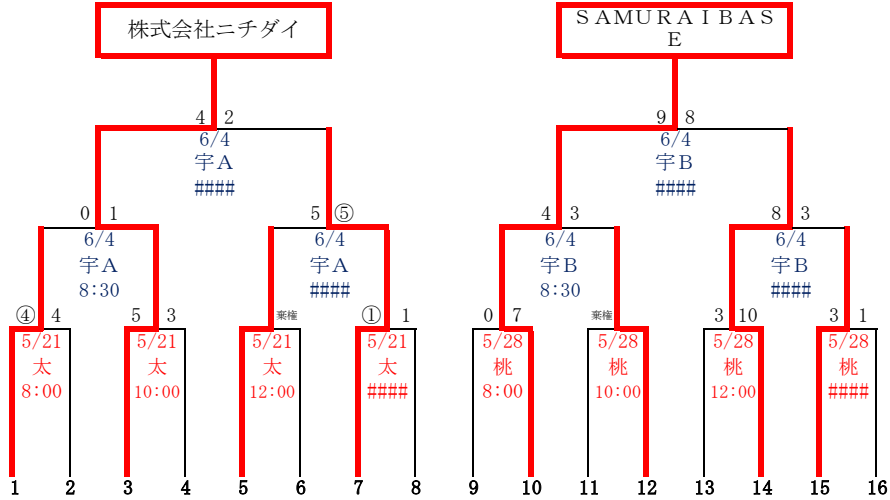 株式会社ニチダイ
ＳＡＭＵＲＡＩＢＡＳ
Ｅ
4 2
9 8
6/4
6/4
宇Ａ
宇Ｂ
####
####
0 1
5 ⑤
4 3
8 3
6/4
6/4
6/4
6/4
宇Ａ
宇Ａ
宇Ｂ
宇Ｂ
8:30
####
8:30
####
④ 4
5 3
棄権
① 1
0 7
棄権
3 10
3 1
5/21
5/21
5/21
5/21
5/28
5/28
5/28
5/28
太
太
太
太
桃
桃
桃
桃
8:00
10:00
12:00
####
8:00
10:00
12:00
####
1 2 3 4 5 6 7 8 9 10 11 12 13 14 15 16